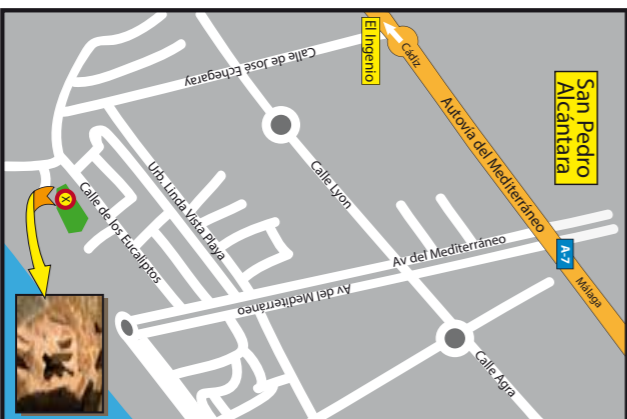 San Pedro
Alcántara
El Ingenio
Cádiz
Autovía del Mediterráneo
A-7
Málaga
Calle de José Echegaray
Calle Lyon
Urb. Linda Vista Playa
Av del Mediterráneo
Av del Mediterráneo
Calle de los Eucaliptos
Calle Agra
X